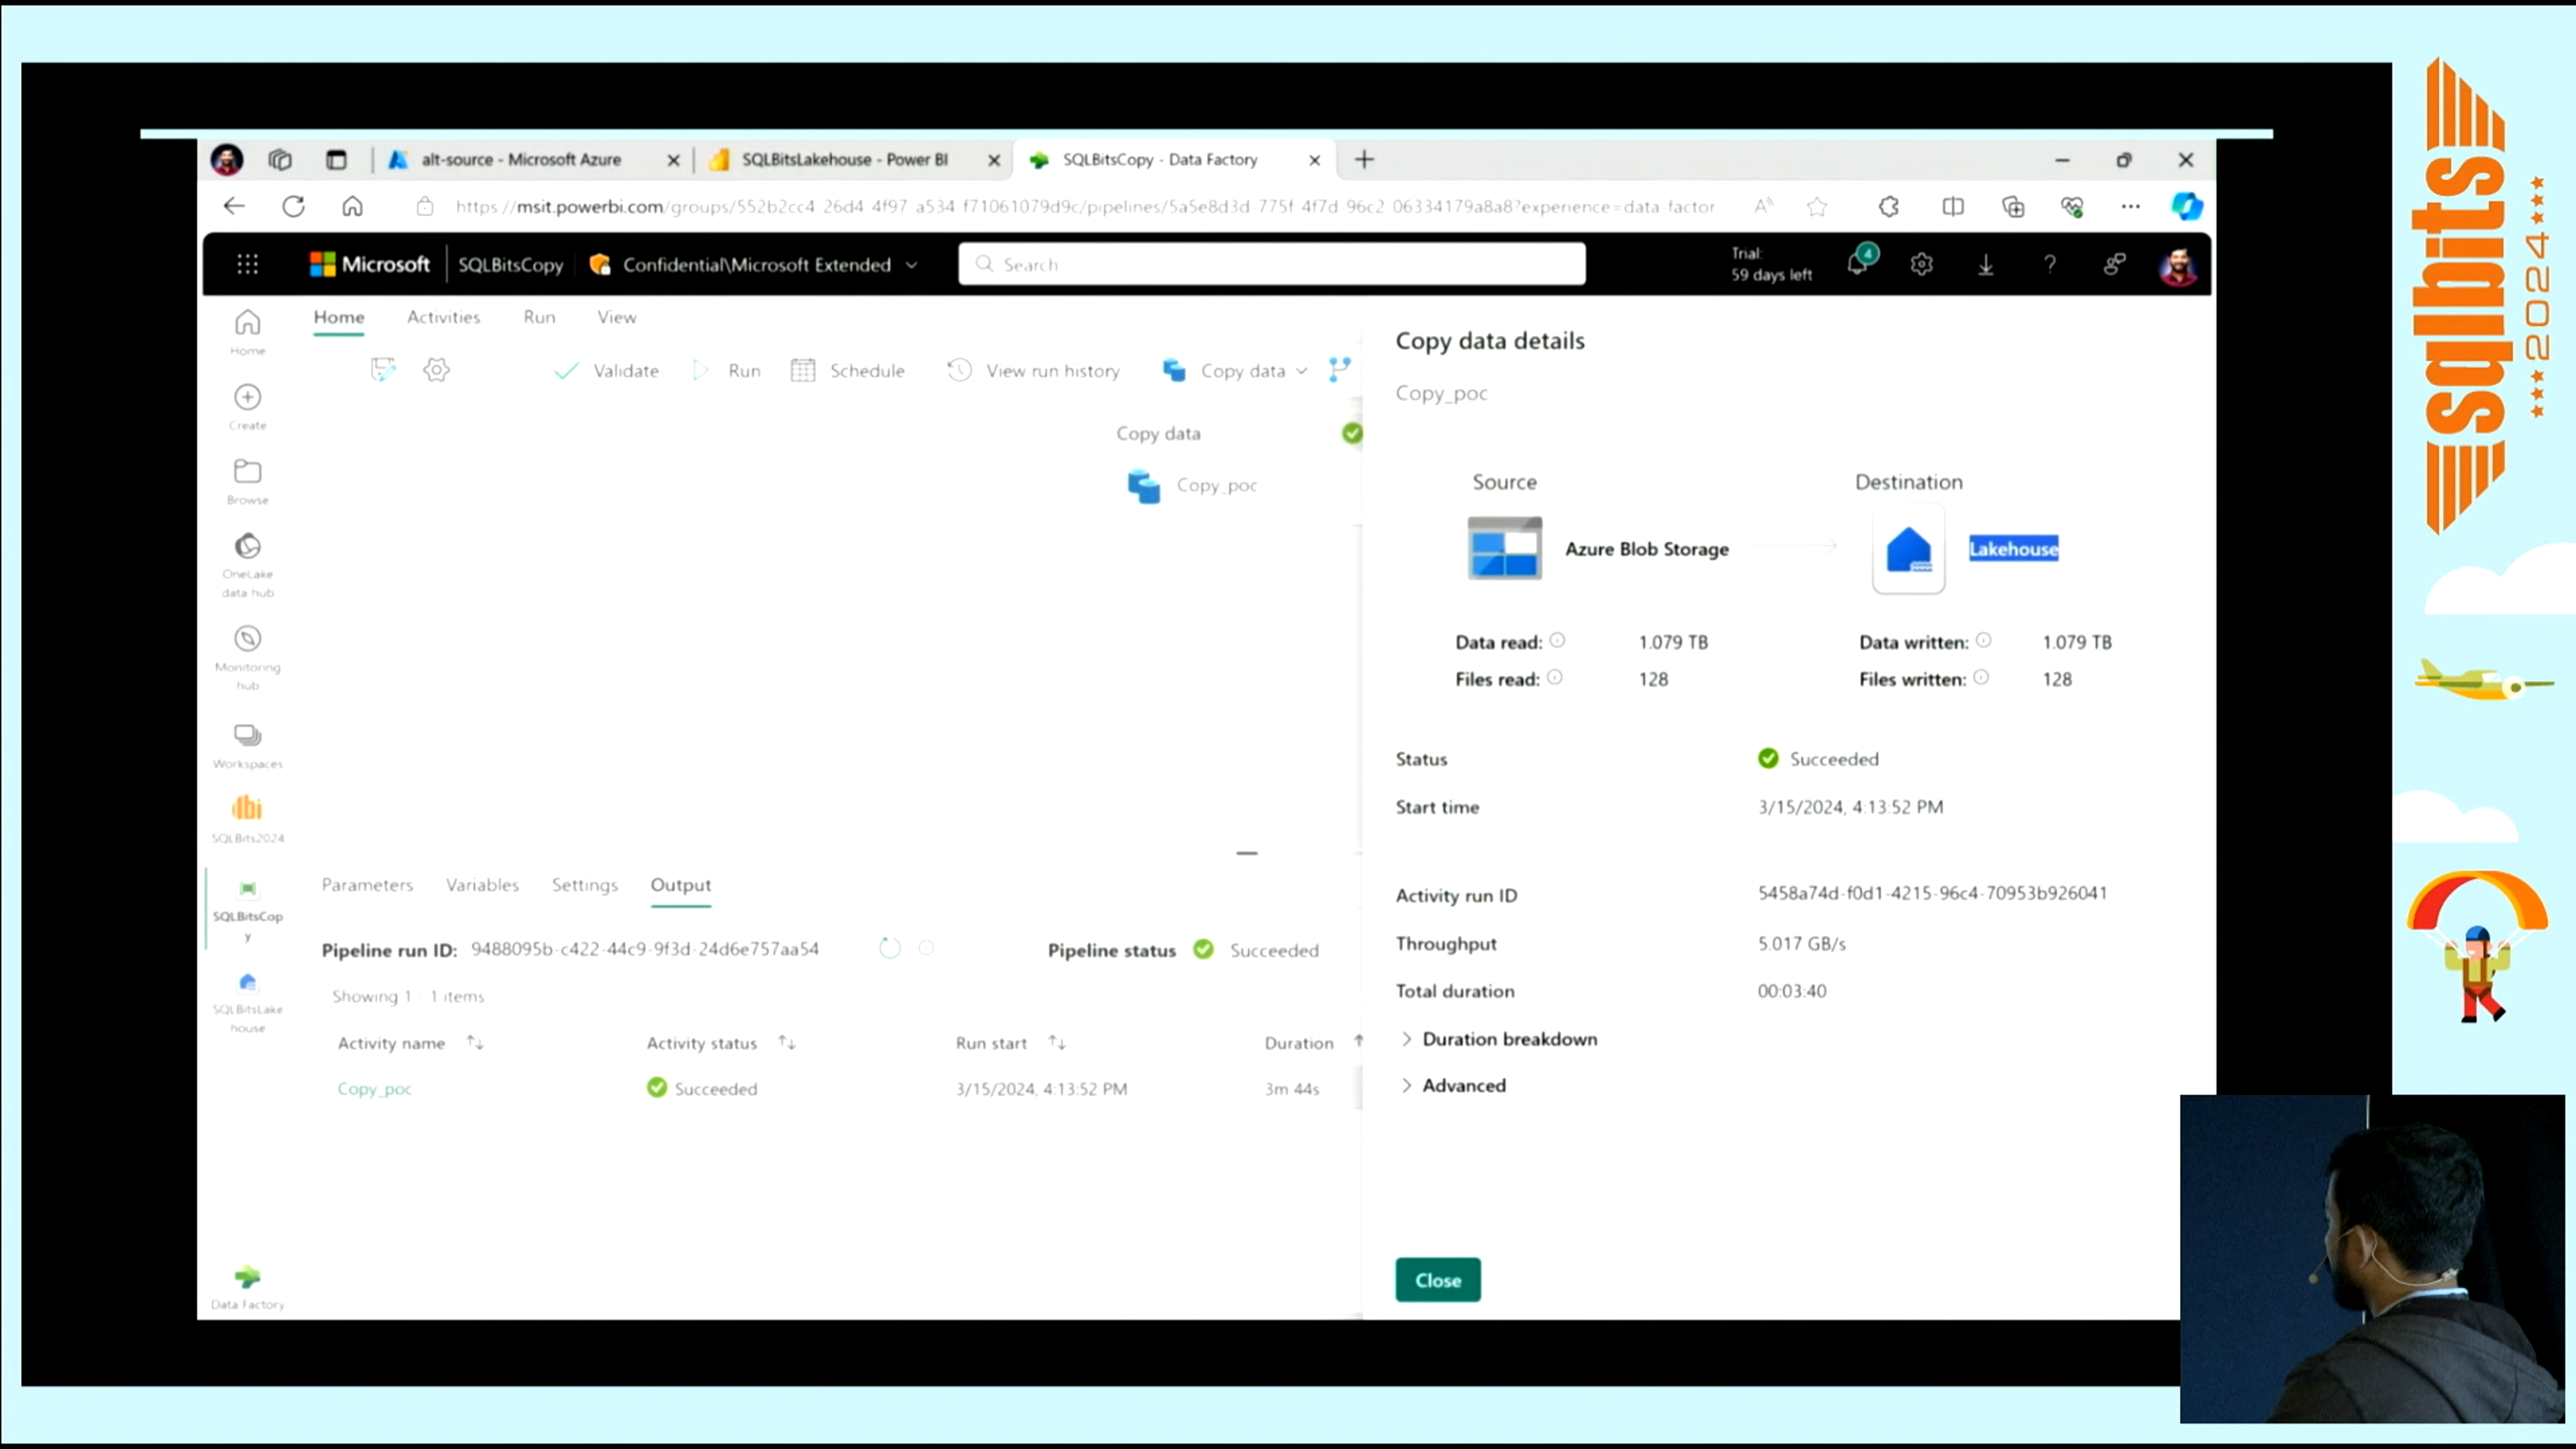 alt-source - Microsoft Azure
SQLBitsLakehouse - Power BI
SQLBitsCopy - Data Factory
https://msit.powerbi.com/groups/552b2cc4 26d4 4f97 a534 f71061079d9c/pipelines/5a5e8d3d 775f 4f7d 96c2 06334179a8a8?experience=data factor
Microsoft SQLBitsCopy Confidential\Microsoft Extended
Search
Trial:
59 days left
4
Home
Create
Browse
OneLake
data hub
Monitoring
hub
Workspaces
dbi
SQLBits2024
SQLBitsCop
y
SQLBitsLake
house
Data Factory
Home Activities Run View
Validate Run Schedule View run history Copy data
Copy data
Copy_poc
Parameters Variables Settings Output
Pipeline run ID: 9488095b-c422-44c9-9f3d-24d6e757aa54
Pipeline status Succeeded
Showing 1 - 1 items
Activity name Activity status Run start Duration
Copy_poc Succeeded 3/15/2024, 4:13:52 PM 3m 44s
Copy data details
Copy_poc
Source Destination
Azure Blob Storage Lakehouse
Data read: 1.079 TB Data written: 1.079 TB
Files read: 128 Files written: 128
Status Succeeded
Start time 3/15/2024, 4:13:52 PM
Activity run ID 5458a74d-f0d1-4215-96c4-70953b926041
Throughput 5.017 GB/s
Total duration 00:03:40
Duration breakdown
Advanced
Close
sqlbits
2024